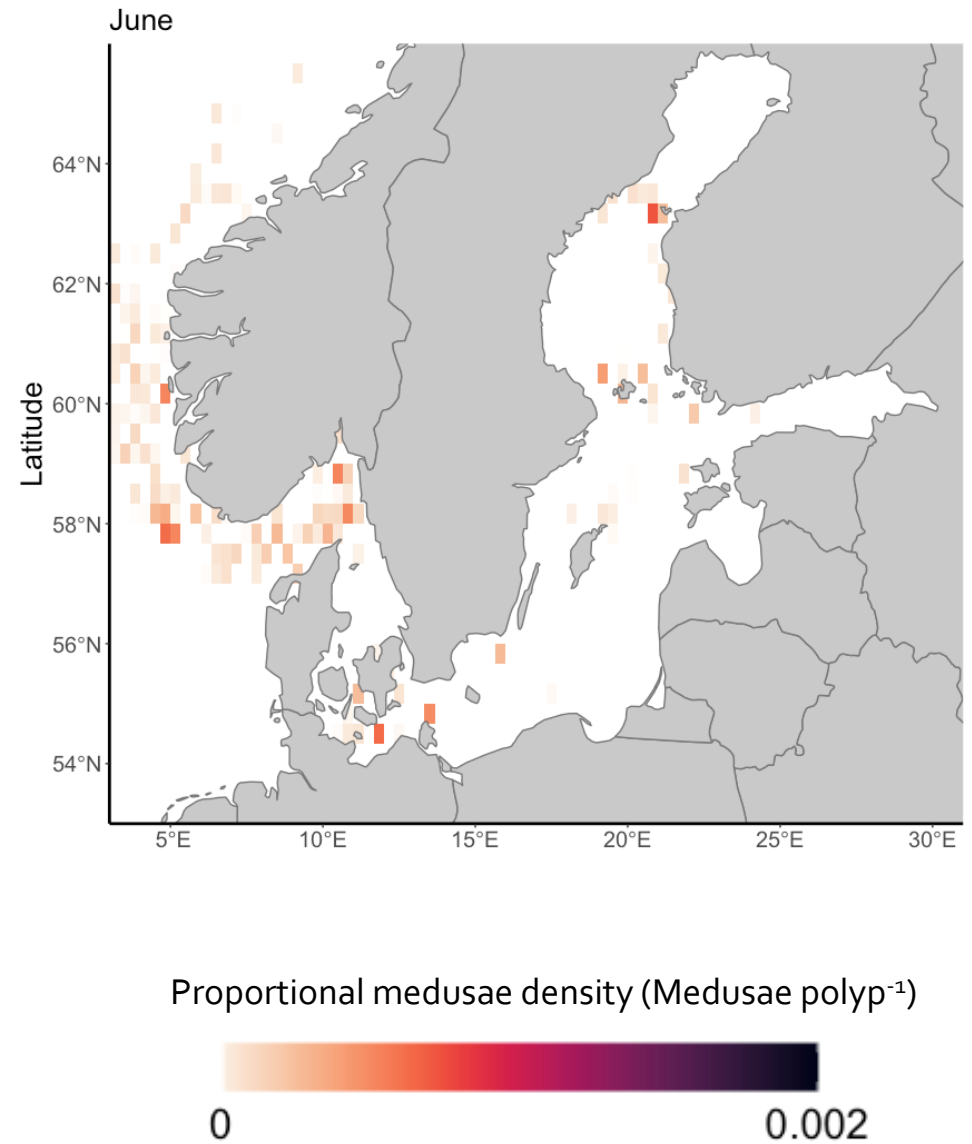 June
64°N
62°N
60°N
58°N
56°N
54°N
Latitude
5°E 10°E 15°E 20°E 25°E 30°E
Proportional medusae density (Medusae polyp⁻¹)
0 0.002